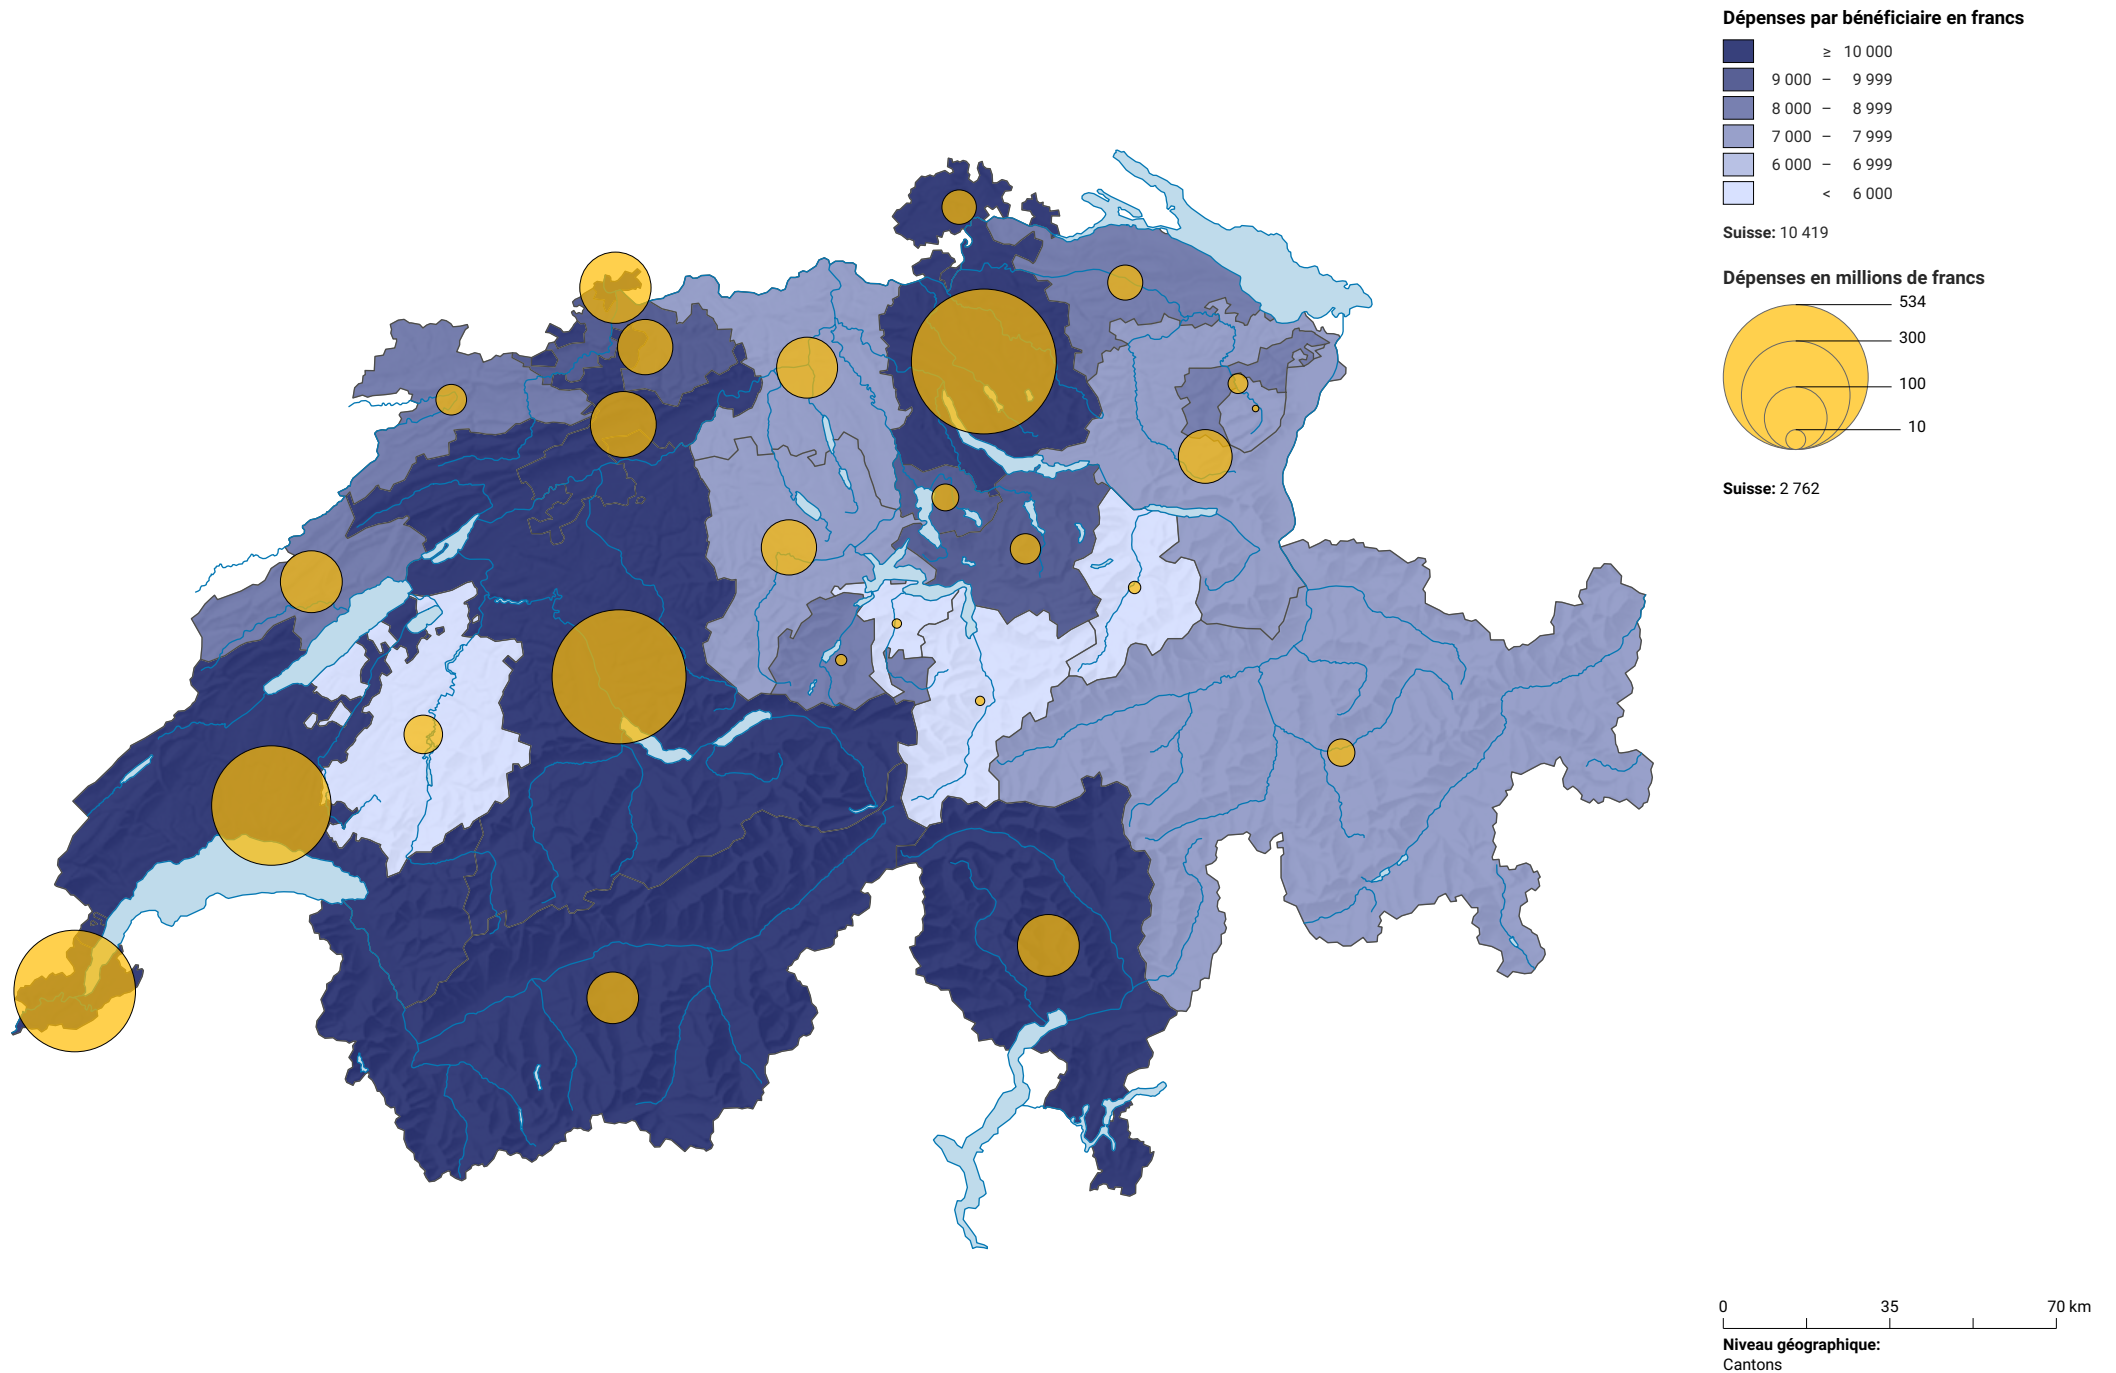 Dépenses par bénéficiaire en francs
≥ 10 000
9 000 – 9 999
8 000 – 8 999
7 000 – 7 999
6 000 – 6 999
< 6 000
Suisse: 10 419
Dépenses en millions de francs
534
300
100
10
Suisse: 2 762
0 35 70 km
Niveau géographique:
Cantons